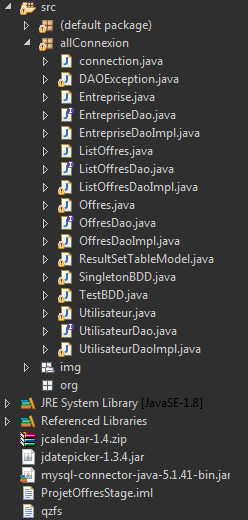 src
(default package)
allConnexion
connection.java
DAOException.java
Entreprise.java
EntrepriseDao.java
EntrepriseDaoImpl.java
ListOffres.java
ListOffresDao.java
ListOffresDaoImpl.java
Offres.java
OffresDao.java
OffresDaoImpl.java
ResultSetTableModel.java
SingletonBDD.java
TestBDD.java
Utilisateur.java
UtilisateurDao.java
UtilisateurDaoImpl.java
img
org
JRE System Library [JavaSE-1.8]
Referenced Libraries
jcalendar-1.4.zip
jdatepicker-1.3.4.jar
mysql-connector-java-5.1.41-bin.jar
ProjetOffresStage.iml
qzfs